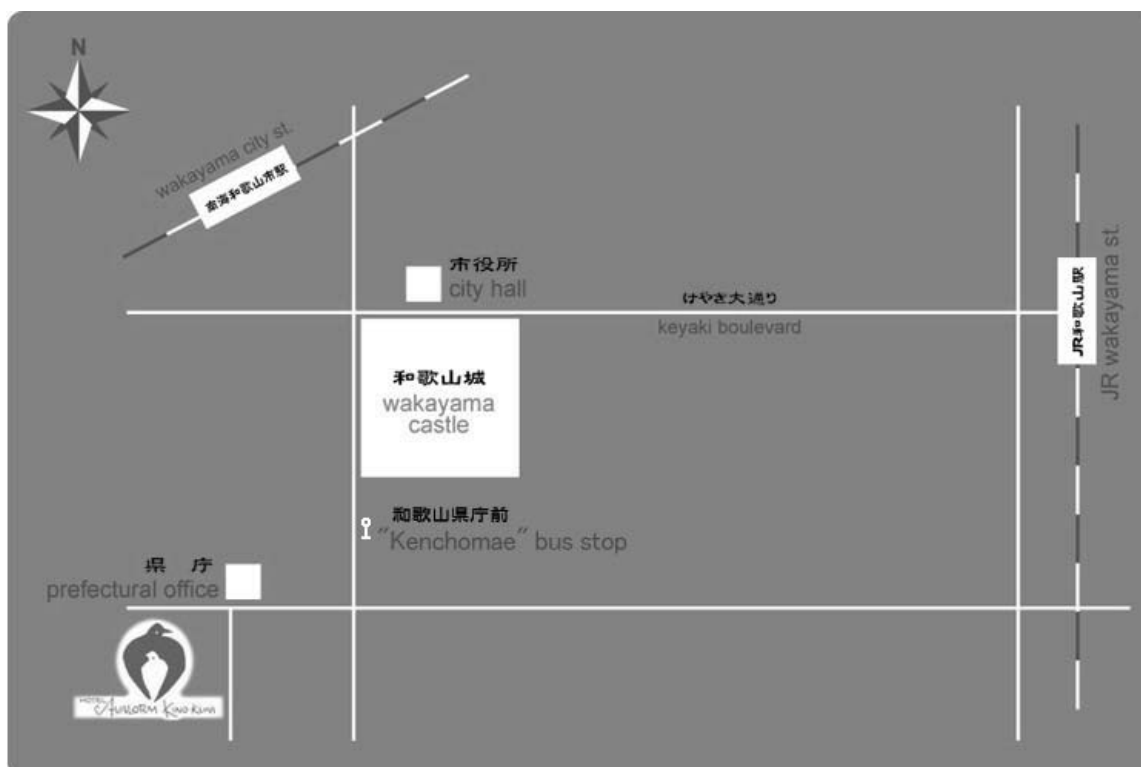 N
wakayama city st.
南海和歌山市駅
市役所
city hall
けやき大通り
keyaki boulevard
JR和歌山駅
JR wakayama st.
和歌山城
wakayama
castle
和歌山県庁前
"Kenchomae" bus stop
県 庁
prefectural office
HOTEL